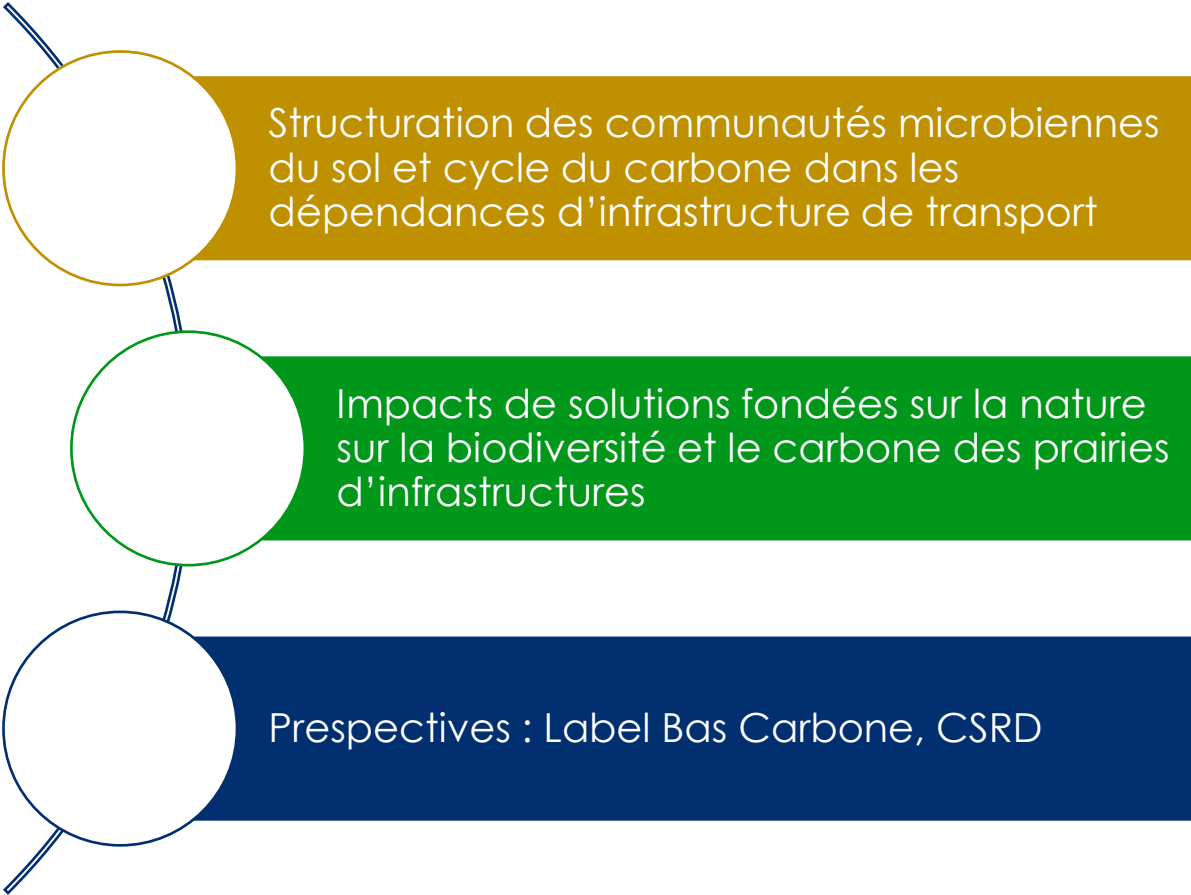 Structuration des communautés microbiennes
du sol et cycle du carbone dans les
dépendances d’infrastructure de transport
Impacts de solutions fondées sur la nature
sur la biodiversité et le carbone des prairies
d’infrastructures
Prespectives : Label Bas Carbone, CSRD